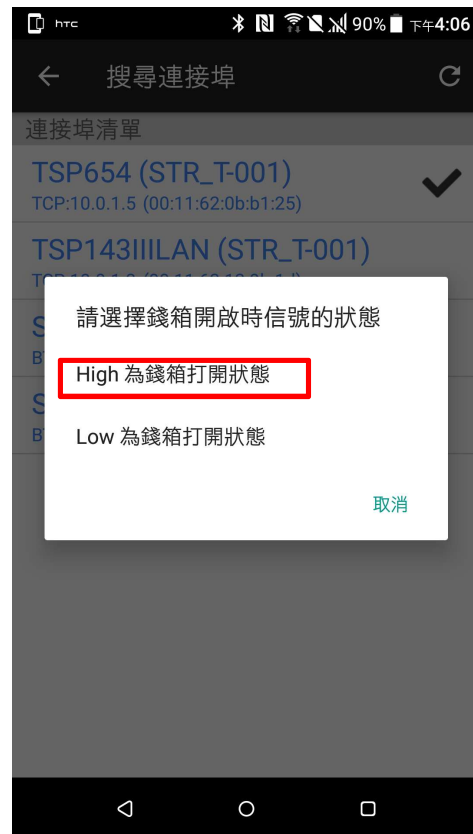 hTC 90% 下午4:06
搜尋連接埠
連接埠清單
TSP654 (STR_T-001)
TCP:10.0.1.5 (00:11:62:0b:b1:25)
TSP143IIILAN (STR_T-001)
請選擇錢箱開啟時信號的狀態
S
B
High 為錢箱打開狀態
S
B
Low 為錢箱打開狀態
取消